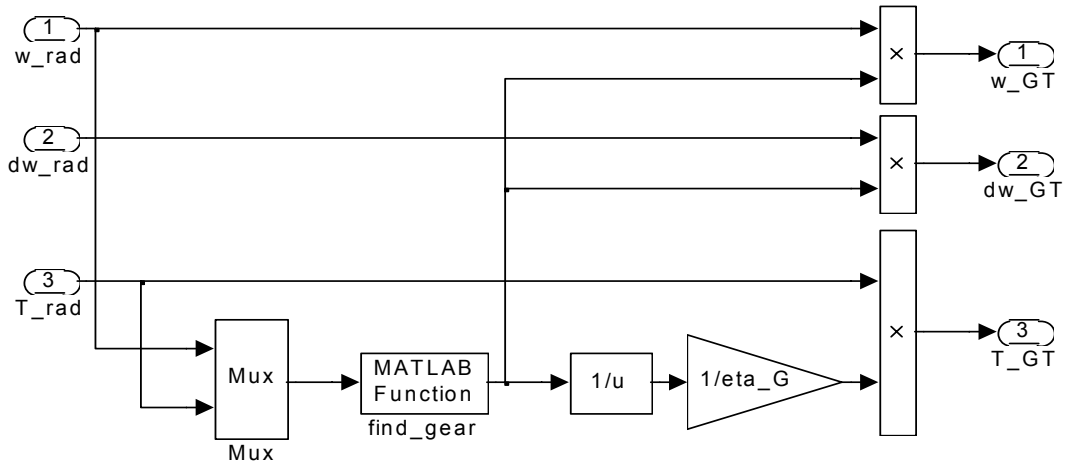 1
w_rad
×
1
w_GT
2
dw_rad
×
2
dw_GT
3
T_rad
×
3
T_GT
Mux
Mux
MATLAB
Function
find_gear
1/u
1/eta_G